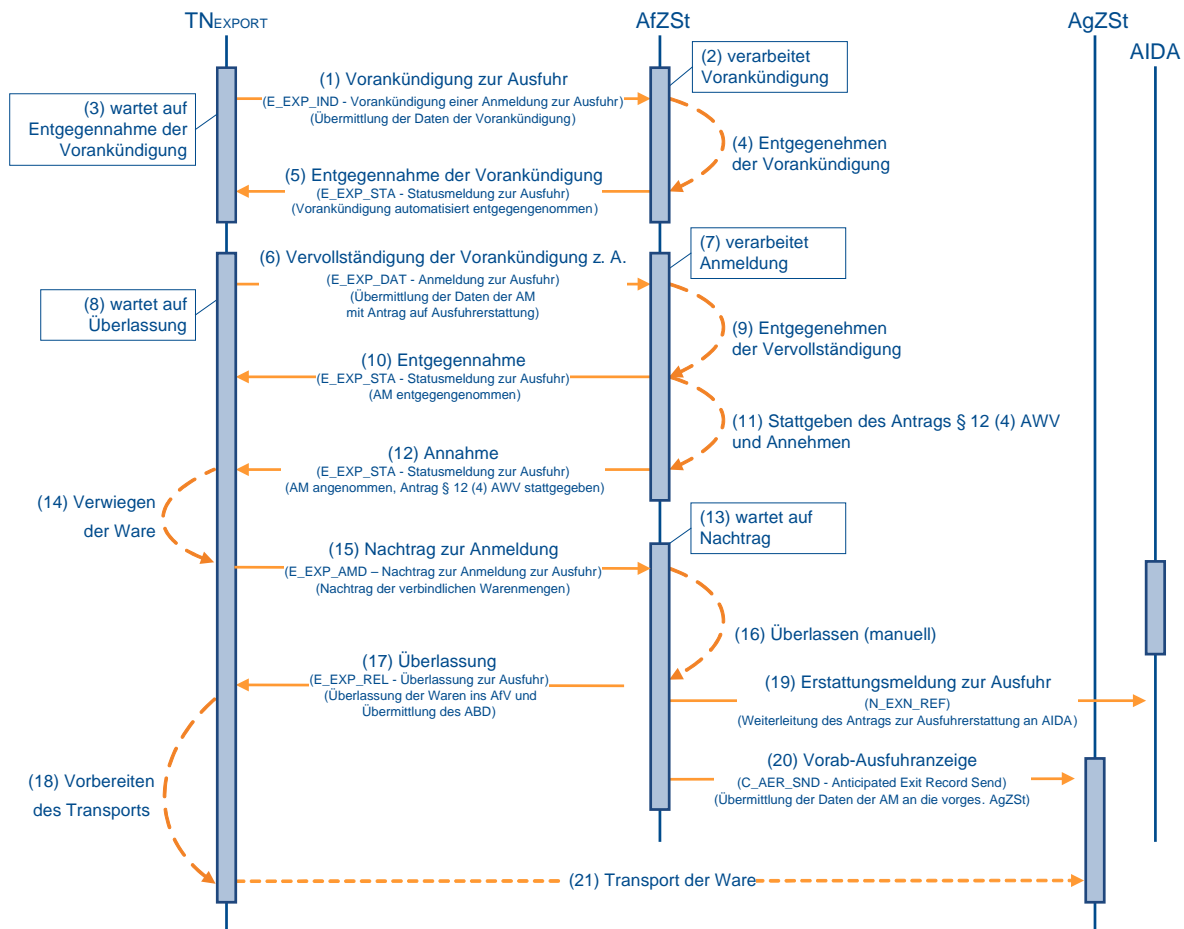 TNEXPORT
AfZSt
AgZSt
AIDA
(1) Vorankündigung zur Ausfuhr
(E_EXP_IND - Vorankündigung einer Anmeldung zur Ausfuhr)
(Übermittlung der Daten der Vorankündigung)
(2) verarbeitet
Vorankündigung
(3) wartet auf
Entgegennahme der
Vorankündigung
(4) Entgegenehmen
der Vorankündigung
(5) Entgegennahme der Vorankündigung
(E_EXP_STA - Statusmeldung zur Ausfuhr)
(Vorankündigung automatisiert entgegengenommen)
(6) Vervollständigung der Vorankündigung z. A.
(E_EXP_DAT - Anmeldung zur Ausfuhr)
(Übermittlung der Daten der AM
mit Antrag auf Ausfuhrerstattung)
(7) verarbeitet
Anmeldung
(8) wartet auf
Überlassung
(9) Entgegenehmen
der Vervollständigung
(10) Entgegennahme
(E_EXP_STA - Statusmeldung zur Ausfuhr)
(AM entgegengenommen)
(11) Stattgeben des Antrags § 12 (4) AWV
und Annehmen
(12) Annahme
(E_EXP_STA - Statusmeldung zur Ausfuhr)
(AM angenommen, Antrag § 12 (4) AWV stattgegeben)
(13) wartet auf
Nachtrag
(14) Verwiegen
der Ware
(15) Nachtrag zur Anmeldung
(E_EXP_AMD – Nachtrag zur Anmeldung zur Ausfuhr)
(Nachtrag der verbindlichen Warenmengen)
(16) Überlassen (manuell)
(17) Überlassung
(E_EXP_REL - Überlassung zur Ausfuhr)
(Überlassung der Waren ins AfV und
Übermittlung des ABD)
(18) Vorbereiten
des Transports
(19) Erstattungsmeldung zur Ausfuhr
(N_EXN_REF)
(Weiterleitung des Antrags zur Ausfuhrerstattung an AIDA)
(20) Vorab-Ausfuhranzeige
(C_AER_SND - Anticipated Exit Record Send)
(Übermittlung der Daten der AM an die vorges. AgZSt)
(21) Transport der Ware